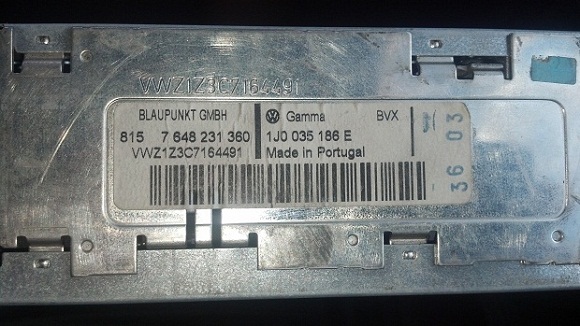 VWZ1Z3C7164491
BLAUPUNKT GMBH
Gamma
BVX
815 7 648 231 360
1J0 035 186 E
VWZ1Z3C7164491
Made in Portugal
36 03